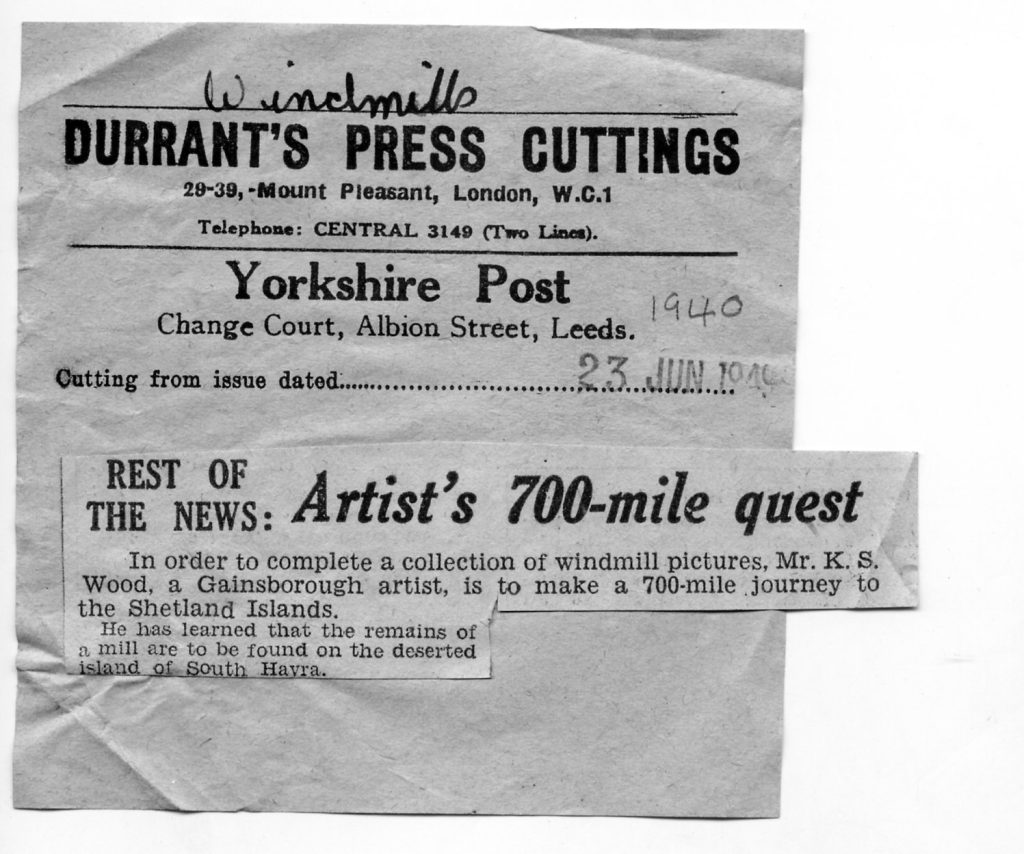 Windmills
DURRANT'S PRESS CUTTINGS
29-39, -Mount Pleasant, London, W.C.1
Telephone: CENTRAL 3149 (Two Lines).
Yorkshire Post
1940
Change Court, Albion Street, Leeds.
Cutting from issue dated 23 JUN 1940
REST OF
THE NEWS: Artist's 700-mile quest
In order to complete a collection of windmill pictures, Mr. K. S.
Wood, a Gainsborough artist, is to make a 700-mile journey to
the Shetland Islands.
He has learned that the remains of
a mill are to be found on the deserted
island of South Havra.